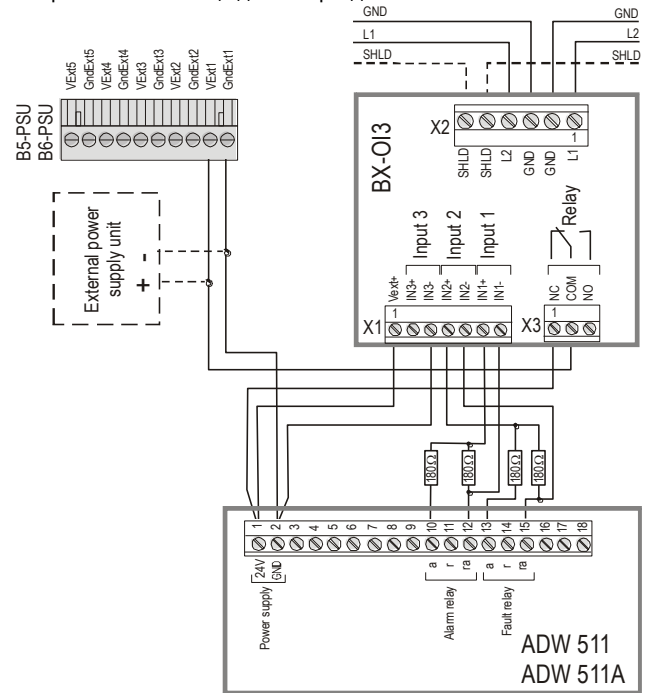 GND
GND
L1
L2
SHLD
SHLD
VExt5
GndExt5
VExt4
GndExt4
VExt3
GndExt3
VExt2
GndExt2
VExt1
GndExt1
B5-PSU
B6-PSU
X2
1
SHLD
SHLD
L2
GND
GND
L1
BX-OI3
External power
supply unit
+ -
Input 3
Input 2
Input 1
Relay
Vext+
IN3+
IN3-
IN2+
IN2-
IN1+
IN1-
NC
COM
NO
X1
1
X3
1
180Ω
180Ω
180Ω
180Ω
1
2
3
4
5
6
7
8
9
10
11
12
13
14
15
16
17
18
24V
GND
a
r
ra
a
r
ra
Power supply
Alarm relay
Fault relay
ADW 511
ADW 511A